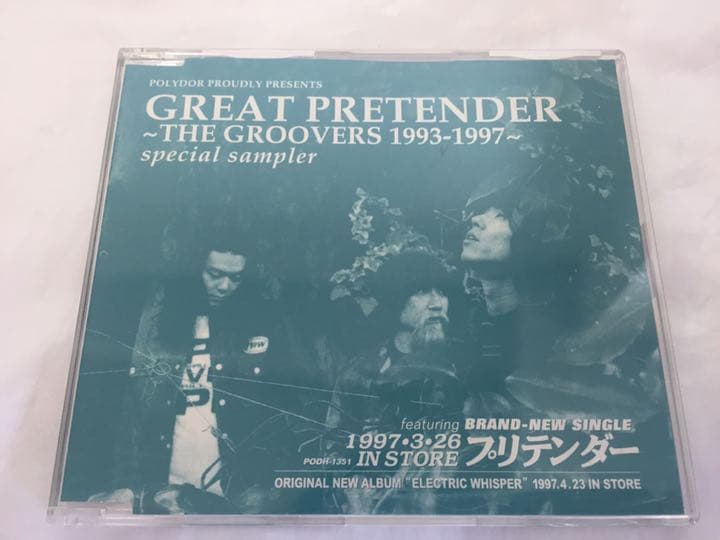 POLYDOR PROUDLY PRESENTS
GREAT PRETENDER
~THE GROOVERS 1993-1997~
special sampler
featuring BRAND-NEW SINGLE
1997・3・26 プリテンダー
PODH-1351 IN STORE
ORIGINAL NEW ALBUM "ELECTRIC WHISPER" 1997.4.23 IN STORE